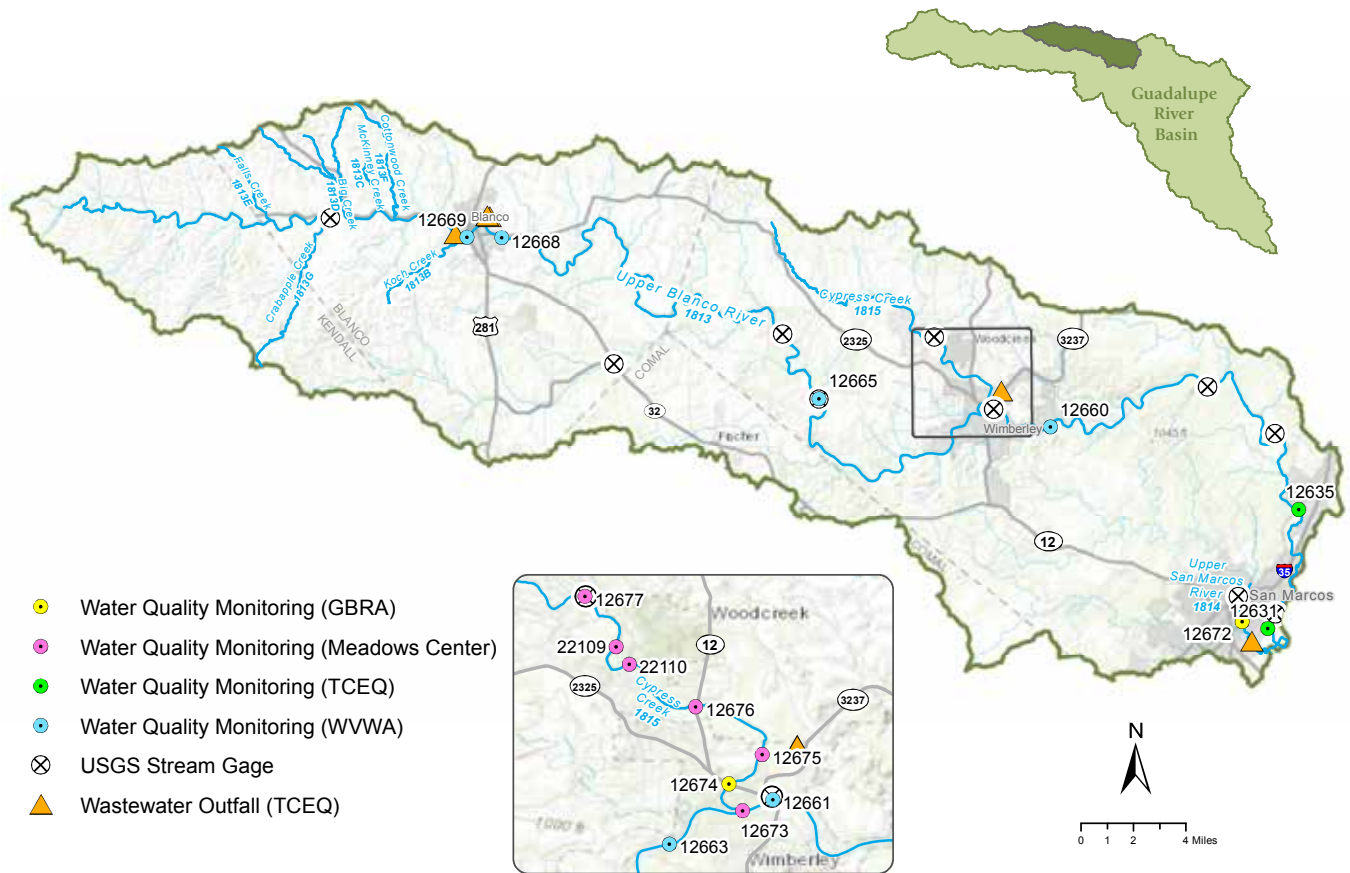 Guadalupe
River
Basin
Falls Creek
1813E
Big Creek
1813D
McKinney Creek
1813C
Cottonwood Creek
1813F
12669
Blanco
12668
Koch Creek
1813B
Crabapple Creek
1813G
BLANCO
KENDALL
281
Upper Blanco River
1813
Cypress Creek
1815
2325
Woodcreek
3237
COMAL
12665
32
Fischer
12660
Wimberley
12635
12
COMAL
35
Upper
San Marcos
River
1814
San Marcos
12631
12672
Water Quality Monitoring (GBRA)
Water Quality Monitoring (Meadows Center)
Water Quality Monitoring (TCEQ)
Water Quality Monitoring (WVWA)
USGS Stream Gage
Wastewater Outfall (TCEQ)
12677
Woodcreek
22109
12
22110
2325
Cypress
Creek
1815
12676
3237
12675
12674
12661
12673
12663
1000 ft
Wimberley
N
0 1 2 4 Miles